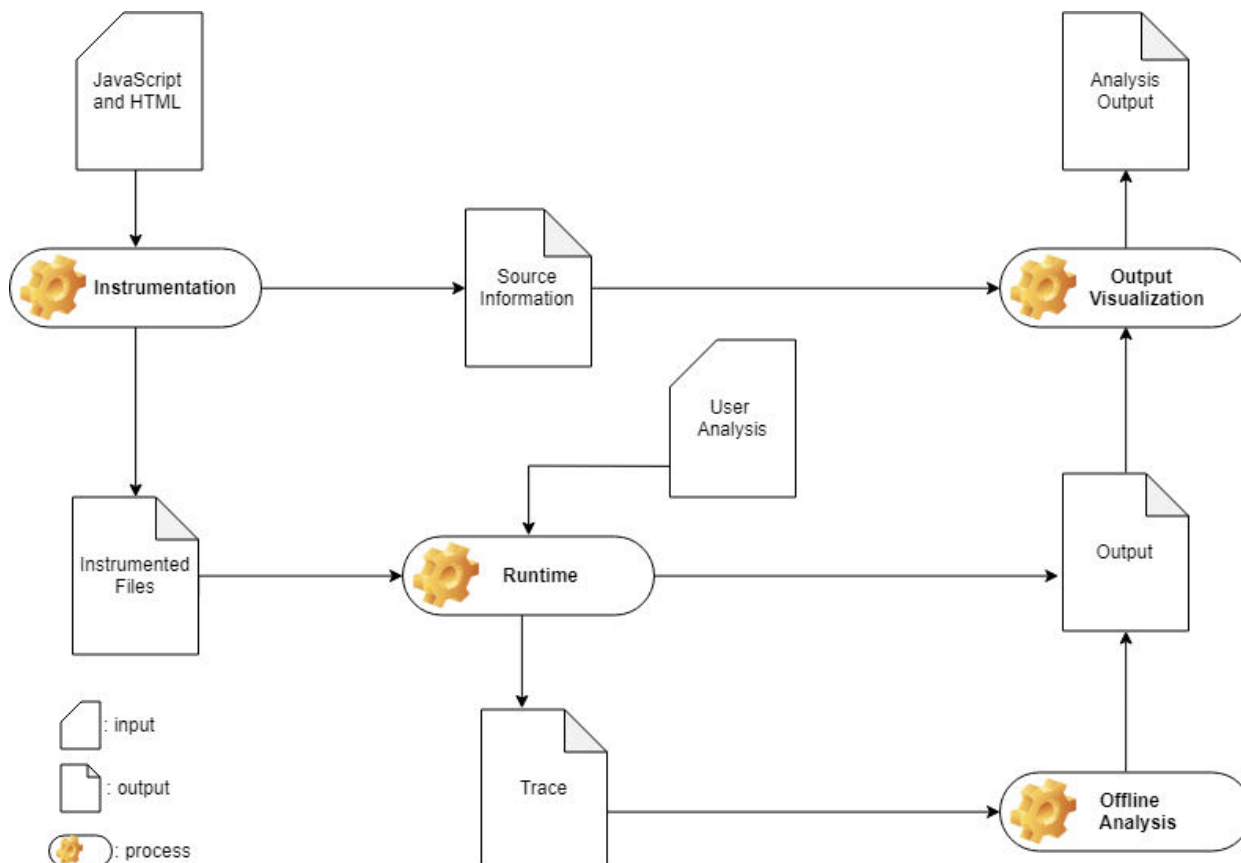 JavaScript
and HTML
Analysis
Output
Instrumentation
Source
Information
Output
Visualization
User
Analysis
Instrumented
Files
Runtime
Output
: input
: output
: process
Trace
Offline
Analysis